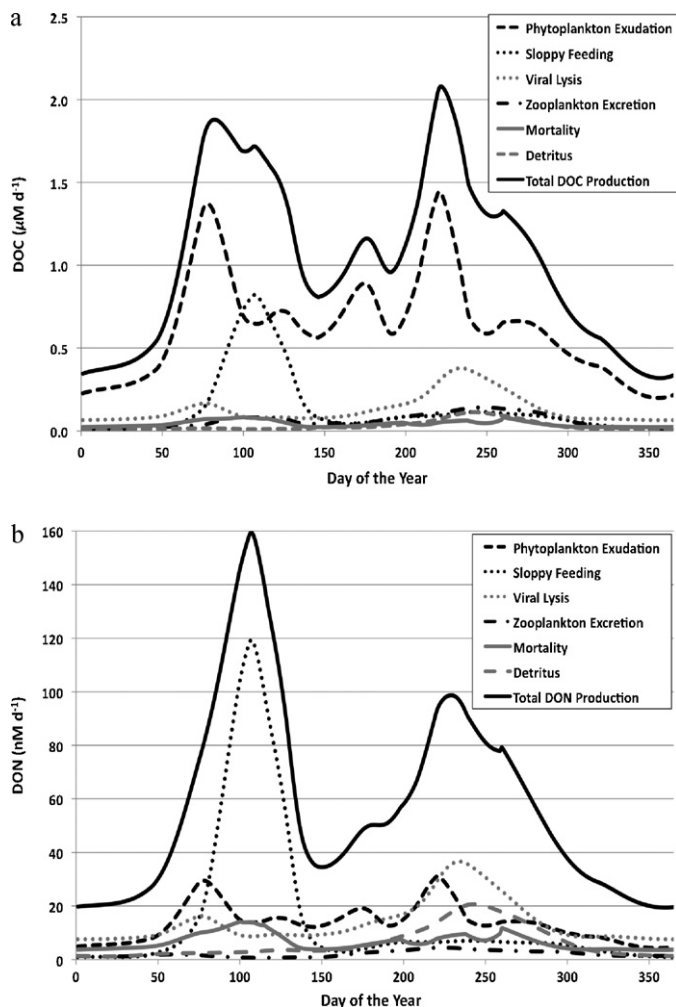 a
2.5
2.0
1.5
1.0
0.5
0.0
DOC (μM d⁻¹)
0 50 100 150 200 250 300 350
Day of the Year
Phytoplankton Exudation
Sloppy Feeding
Viral Lysis
Zooplankton Excretion
Mortality
Detritus
Total DOC Production
b
160
140
120
100
80
60
40
20
0
DON (nM d⁻¹)
0 50 100 150 200 250 300 350
Day of the Year
Phytoplankton Exudation
Sloppy Feeding
Viral Lysis
Zooplankton Excretion
Mortality
Detritus
Total DON Production